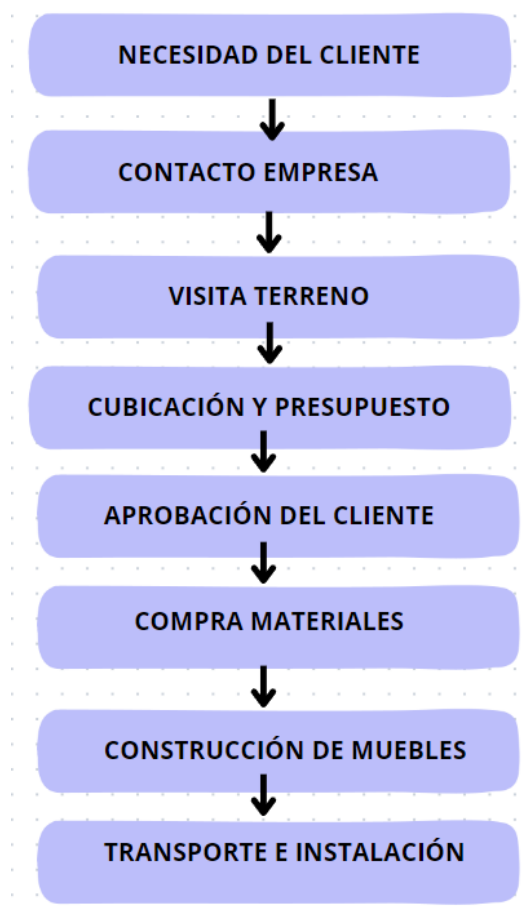 NECESIDAD DEL CLIENTE
CONTACTO EMPRESA
VISITA TERRENO
CUBICACIÓN Y PRESUPUESTO
APROBACIÓN DEL CLIENTE
COMPRA MATERIALES
CONSTRUCCIÓN DE MUEBLES
TRANSPORTE E INSTALACIÓN